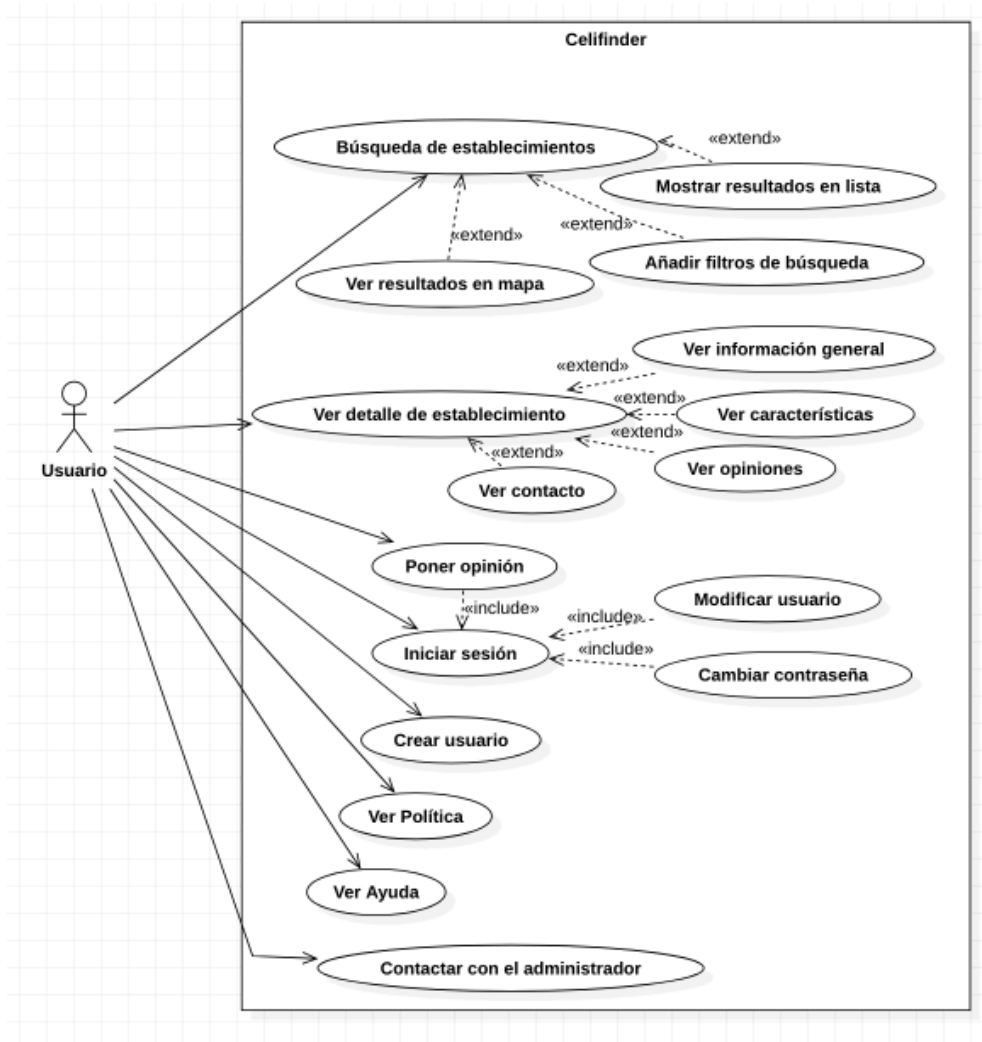 Celifinder
Búsqueda de establecimientos
«extend»
Mostrar resultados en lista
«extend»
«extend»
Añadir filtros de búsqueda
Ver resultados en mapa
Ver información general
«extend»
Ver detalle de establecimiento
«extend»
Ver características
«extend»
Ver opiniones
«extend»
Ver contacto
Usuario
Poner opinión
«include»
Modificar usuario
«include»
Iniciar sesión
«include»
Cambiar contraseña
Crear usuario
Ver Política
Ver Ayuda
Contactar con el administrador